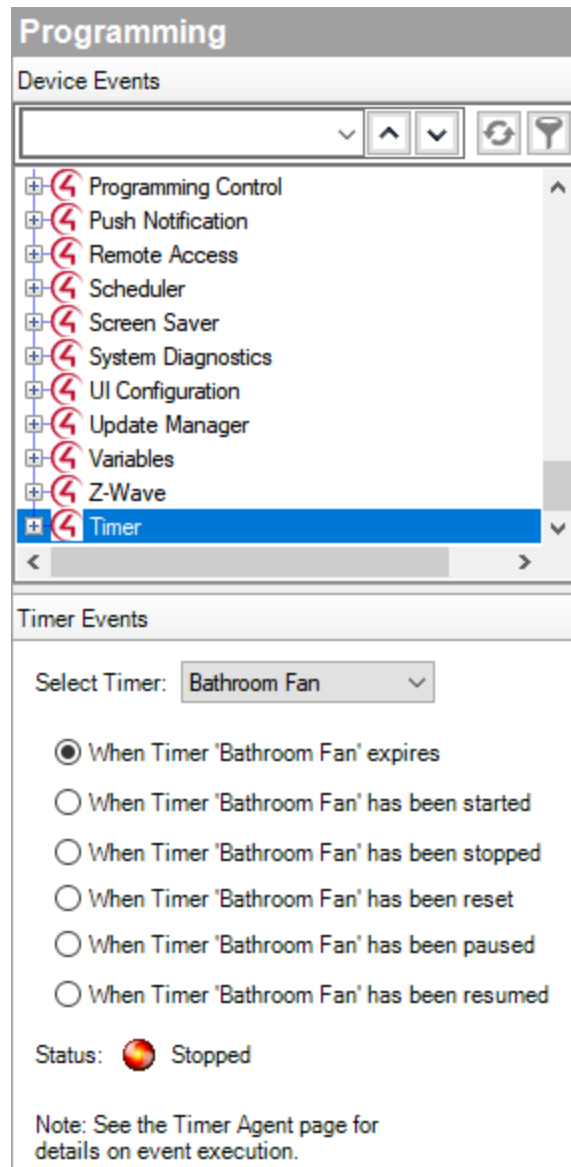 Programming
Device Events
Programming Control
Push Notification
Remote Access
Scheduler
Screen Saver
System Diagnostics
UI Configuration
Update Manager
Variables
Z-Wave
Timer
Timer Events
Select Timer: Bathroom Fan
When Timer 'Bathroom Fan' expires
When Timer 'Bathroom Fan' has been started
When Timer 'Bathroom Fan' has been stopped
When Timer 'Bathroom Fan' has been reset
When Timer 'Bathroom Fan' has been paused
When Timer 'Bathroom Fan' has been resumed
Status: Stopped
Note: See the Timer Agent page for
details on event execution.